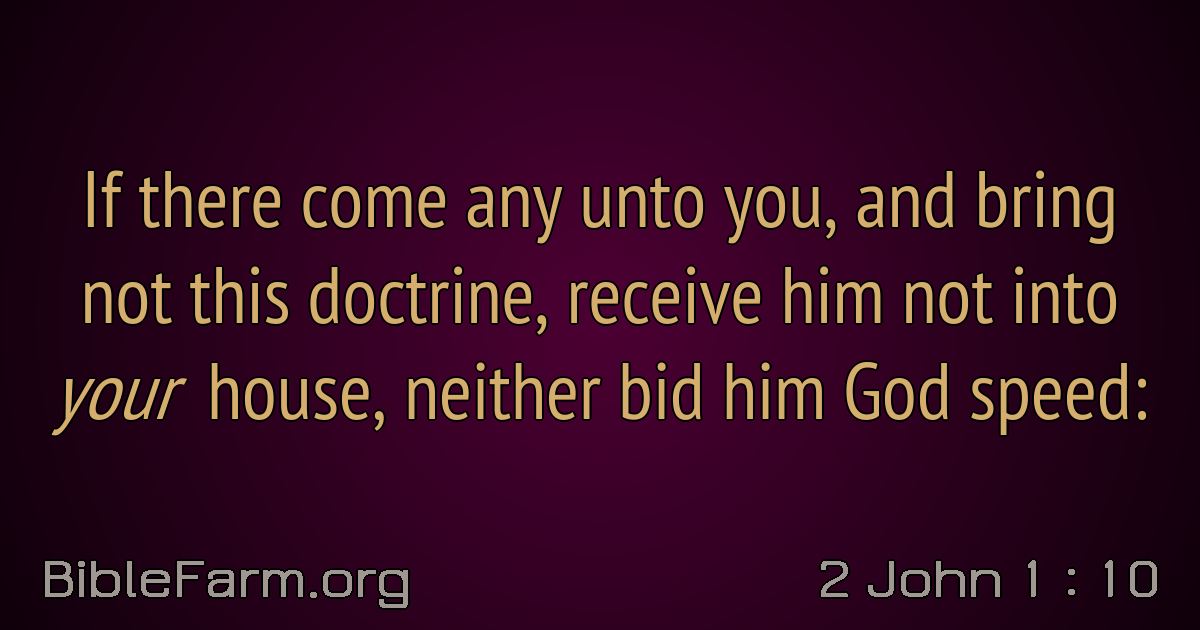 If there come any unto you, and bring
not this doctrine, receive him not into
your house, neither bid him God speed:
BibleFarm.org
2 John 1 : 10